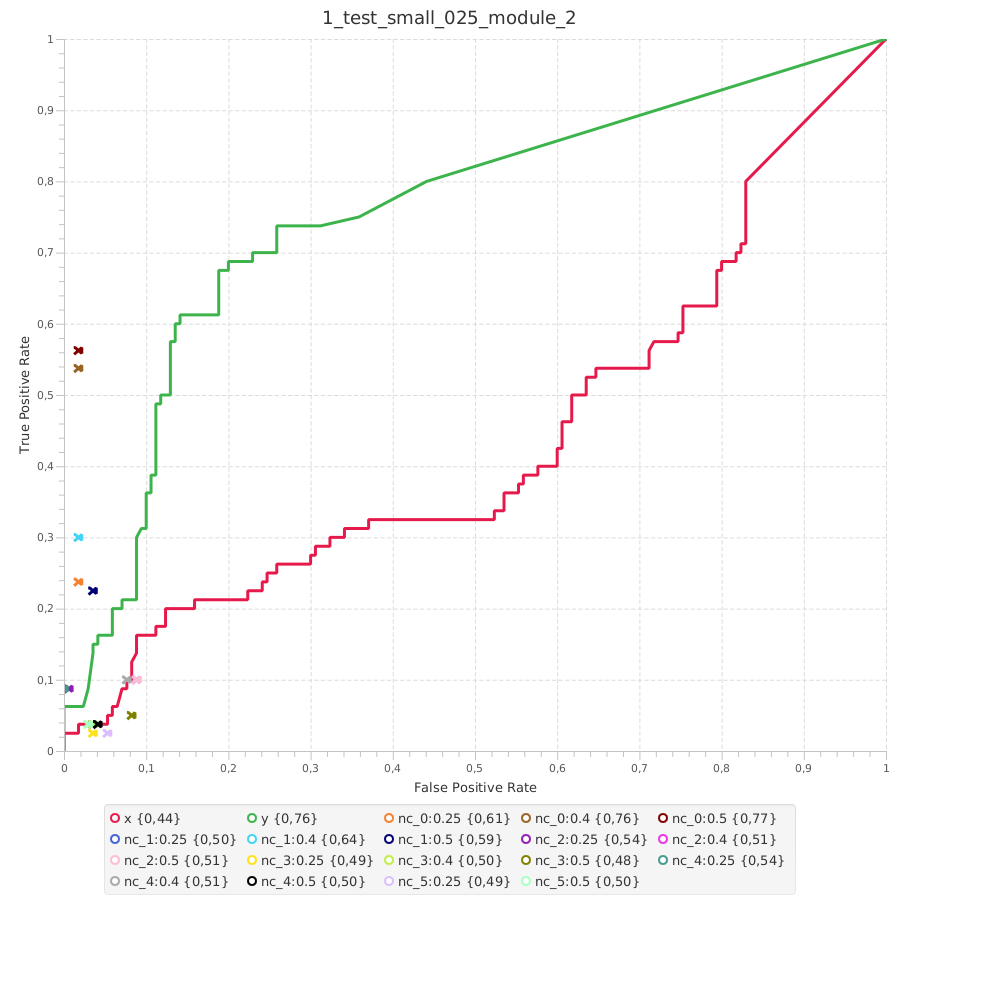 1_test_small_025_module_2
1
0,9
0,8
0,7
0,6
0,5
0,4
0,3
0,2
0,1
0
True Positive Rate
0 0,1 0,2 0,3 0,4 0,5 0,6 0,7 0,8 0,9 1
False Positive Rate
x {0,44} y {0,76} nc_0:0.25 {0,61} nc_0:0.4 {0,76} nc_0:0.5 {0,77}
nc_1:0.25 {0,50} nc_1:0.4 {0,64} nc_1:0.5 {0,59} nc_2:0.25 {0,54} nc_2:0.4 {0,51}
nc_2:0.5 {0,51} nc_3:0.25 {0,49} nc_3:0.4 {0,50} nc_3:0.5 {0,48} nc_4:0.25 {0,54}
nc_4:0.4 {0,51} nc_4:0.5 {0,50} nc_5:0.25 {0,49} nc_5:0.5 {0,50}